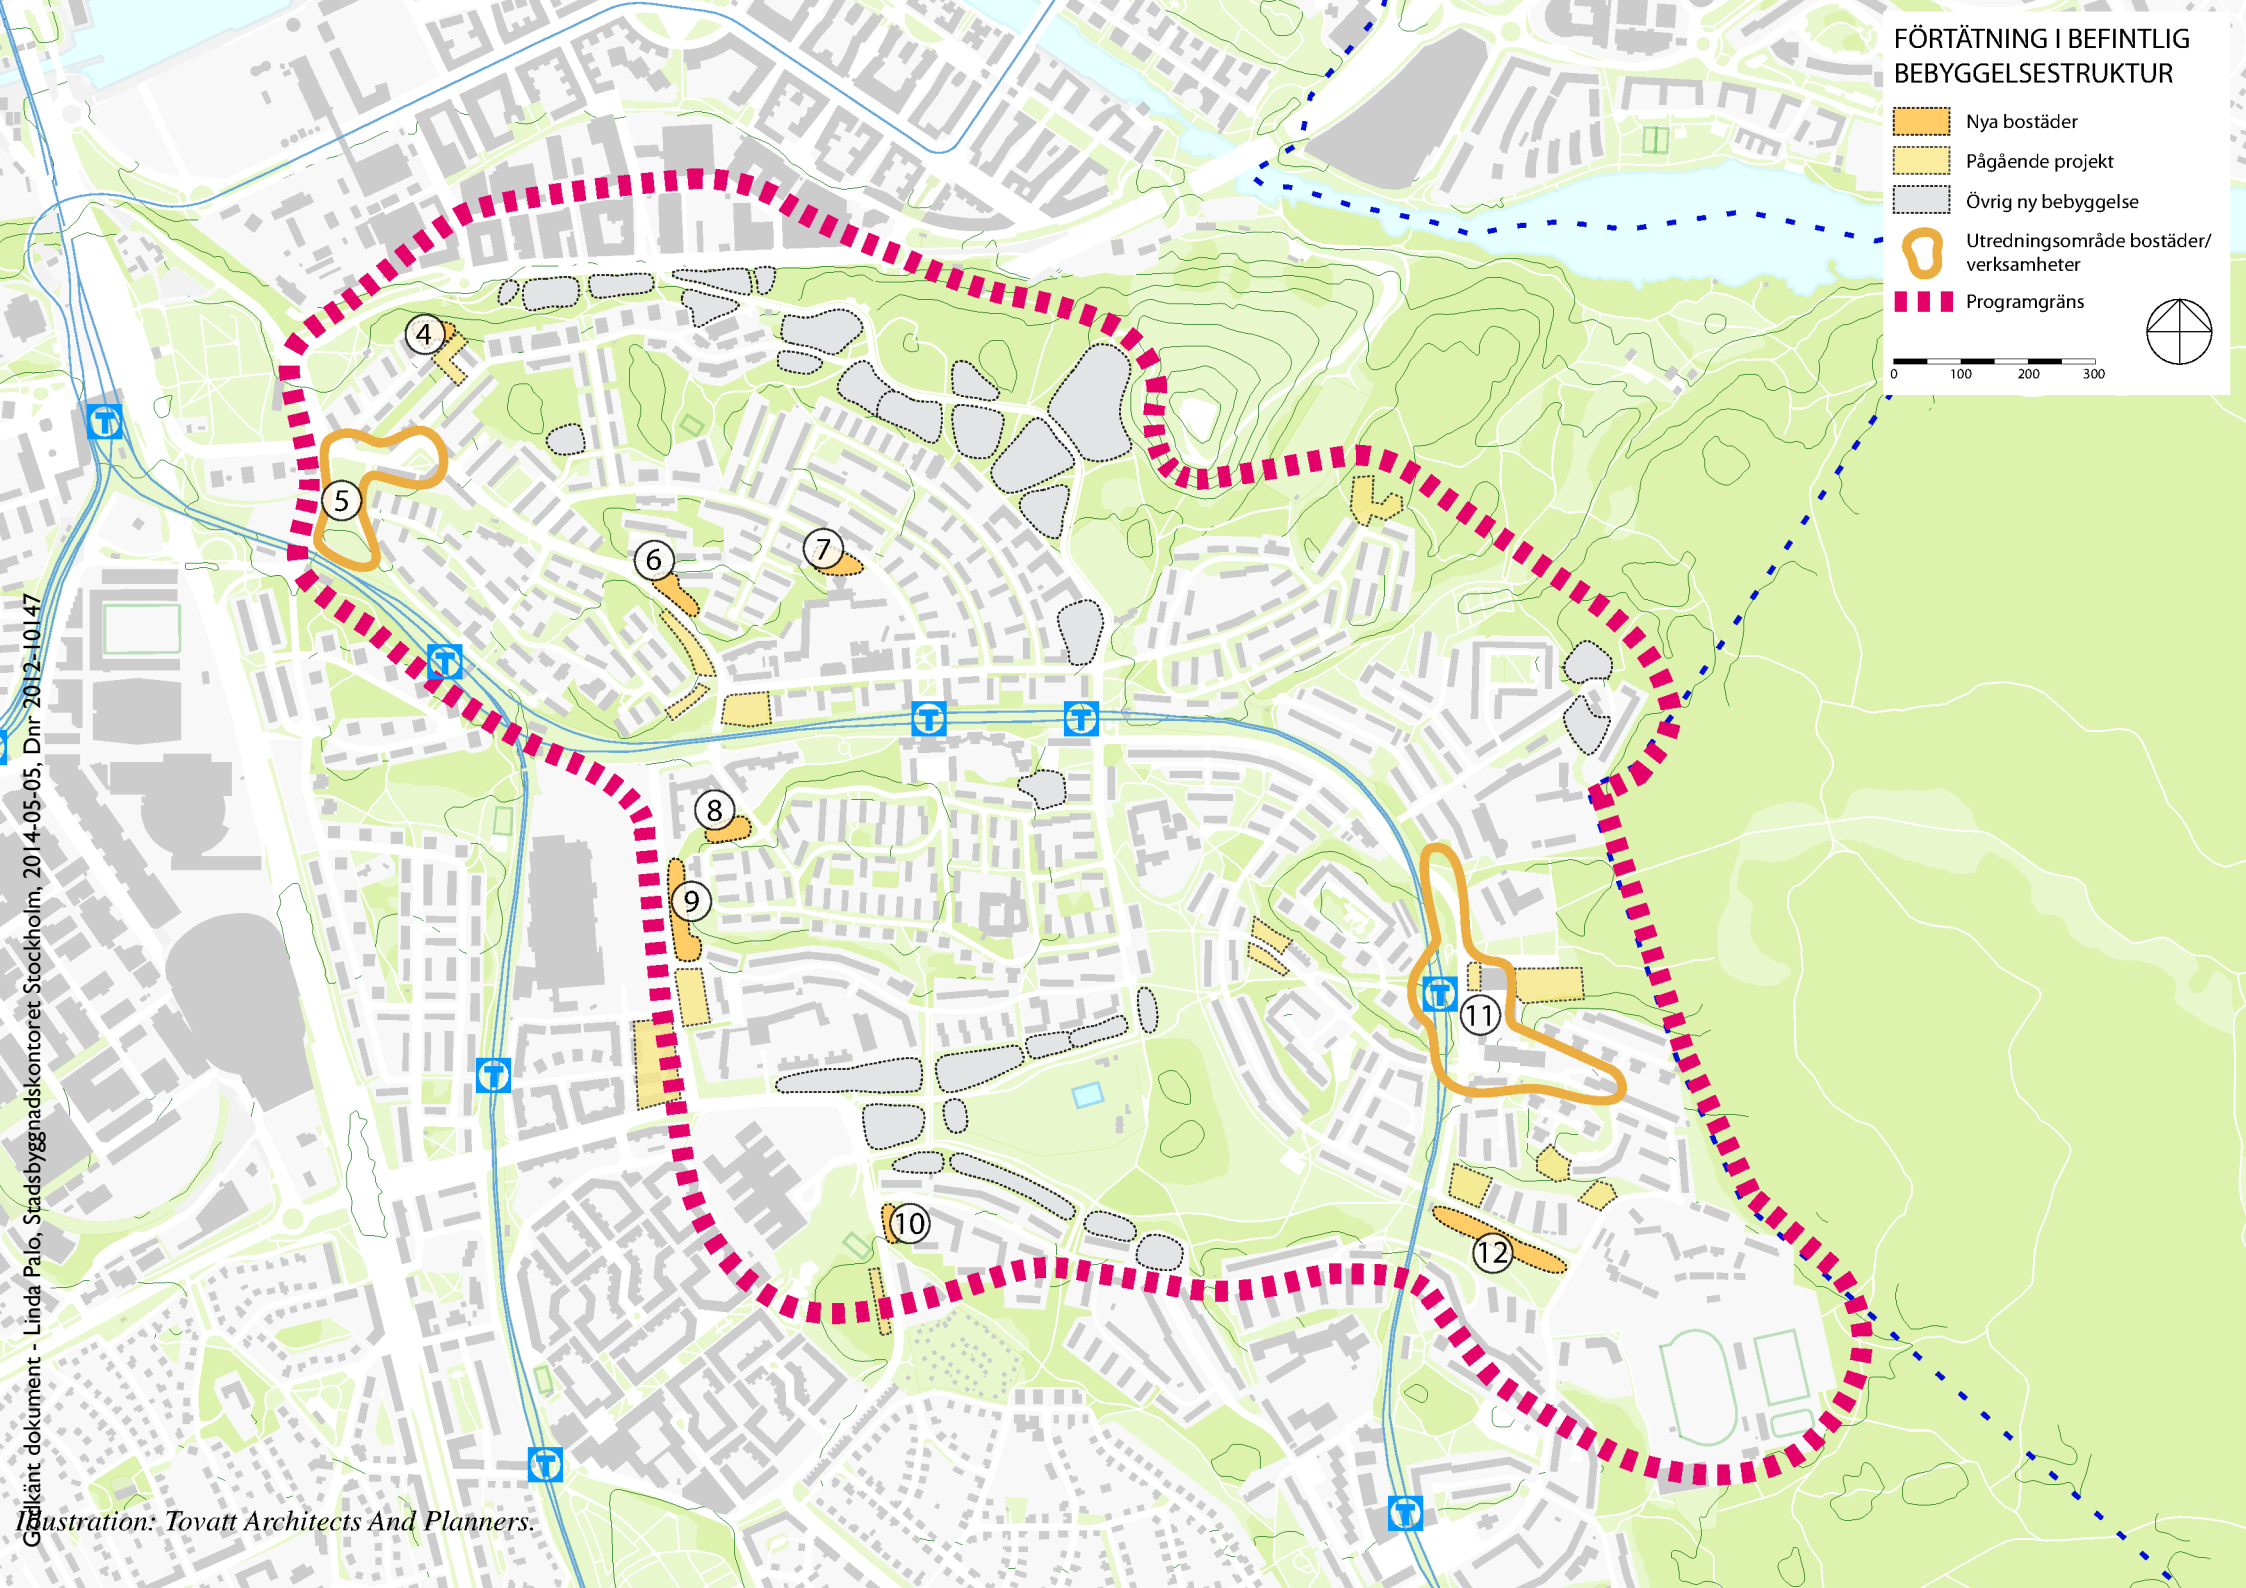 FÖRTÄTNING I BEFINTLIG
BEBYGGELSESTRUKTUR
Nya bostäder
Pågående projekt
Övrig ny bebyggelse
Utredningsområde bostäder/
verksamheter
Programgräns
0 100 200 300
4
T
5
6
7
T
T
T
8
9
T
11
T
10
12
T
T
Godkänt dokument - Linda Palo, Stadsbyggnadskontoret Stockholm, 2014-05-05, Dnr 2012-10147
Illustration: Tovatt Architects And Planners.